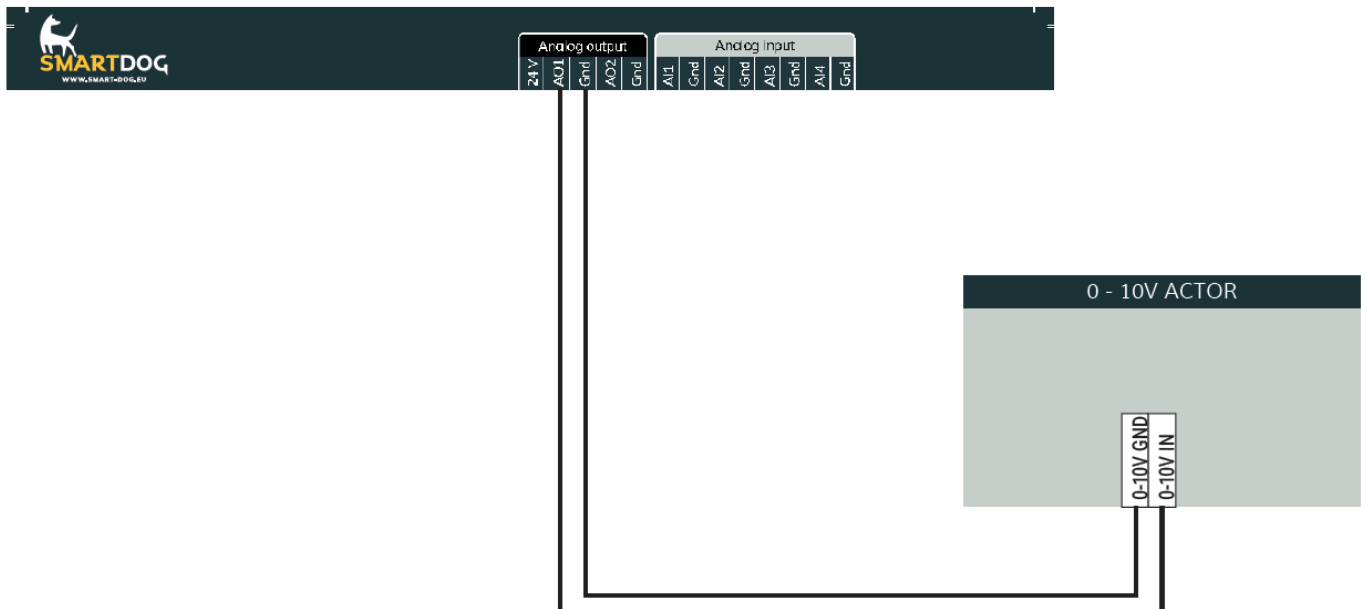 SMARTDOG
WWW.SMART-DOG.EU
Analog output
24 V
AO1
Gnd
AO2
Gnd
Analog input
AI1
Gnd
AI2
Gnd
AI3
Gnd
AI4
Gnd
0 - 10V ACTOR
0-10V GND
0-10V IN